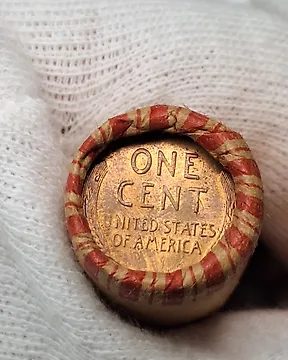 ONE
CENT
UNITED STATES
OF AMERICA